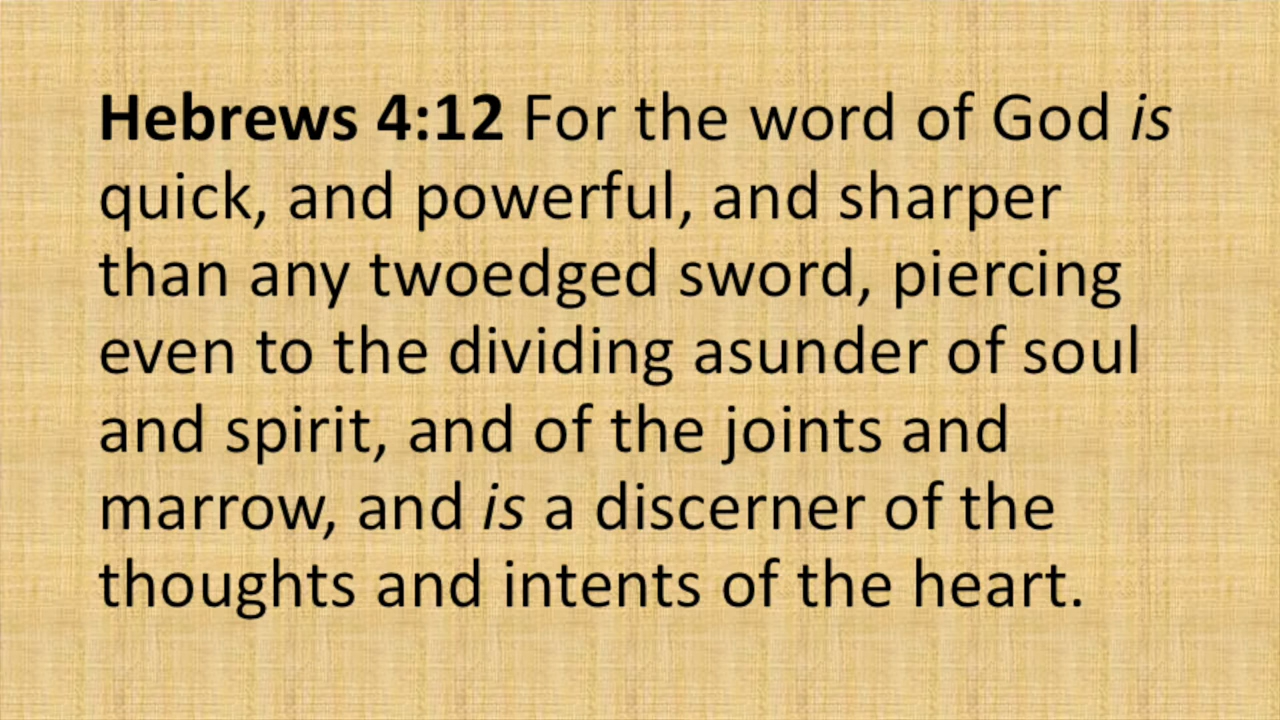 Hebrews 4:12 For the word of God is
quick, and powerful, and sharper
than any twoedged sword, piercing
even to the dividing asunder of soul
and spirit, and of the joints and
marrow, and is a discerner of the
thoughts and intents of the heart.